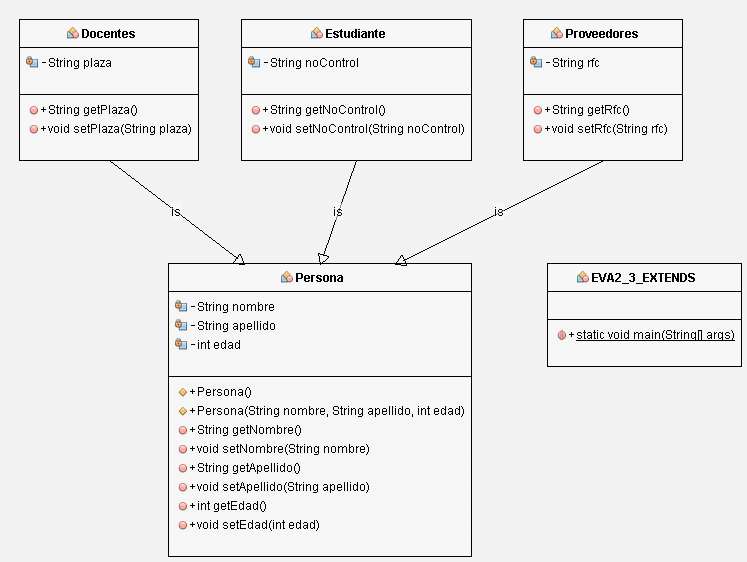 Docentes
- String plaza
+ String getPlaza()
+ void setPlaza(String plaza)
Estudiante
- String noControl
+ String getNoControl()
+ void setNoControl(String noControl)
Proveedores
- String rfc
+ String getRfc()
+ void setRfc(String rfc)
is
is
is
Persona
- String nombre
- String apellido
- int edad
+ Persona()
+ Persona(String nombre, String apellido, int edad)
+ String getNombre()
+ void setNombre(String nombre)
+ String getApellido()
+ void setApellido(String apellido)
+ int getEdad()
+ void setEdad(int edad)
EVA2_3_EXTENDS
+ static void main(String[] args)